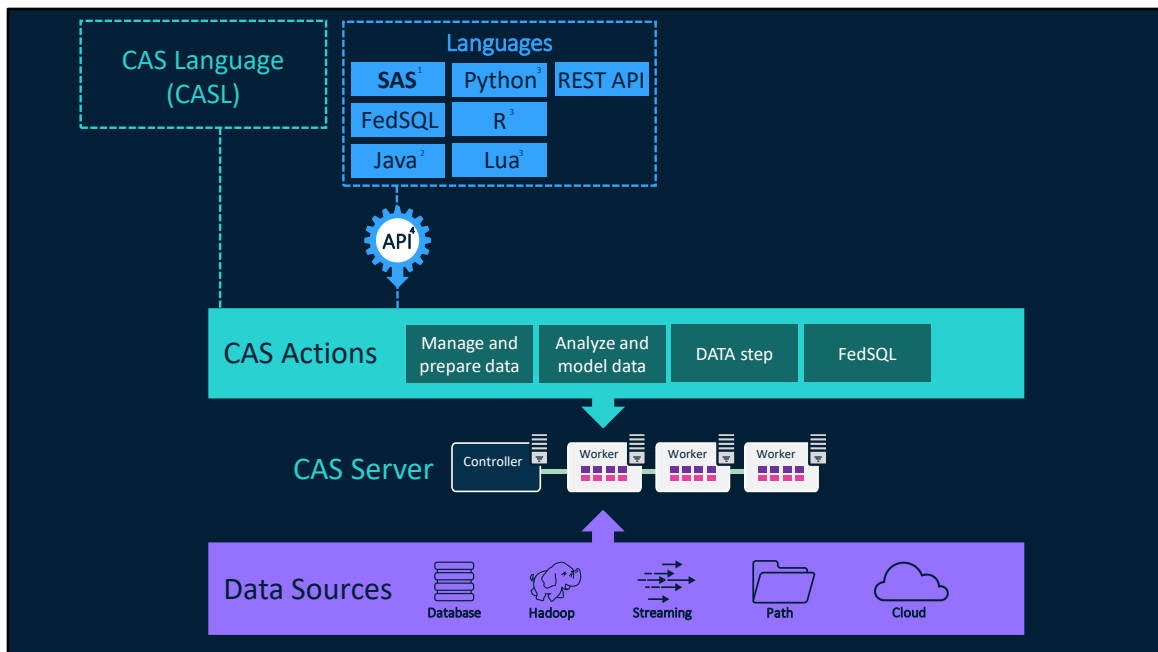 CAS Language
(CASL)
Languages
SAS¹ Python³ REST API
FedSQL R³
Java² Lua³
API⁴
CAS Actions
Manage and
prepare data
Analyze and
model data
DATA step
FedSQL
CAS Server
Controller
Worker
Worker
Worker
Data Sources
Database
Hadoop
Streaming
Path
Cloud